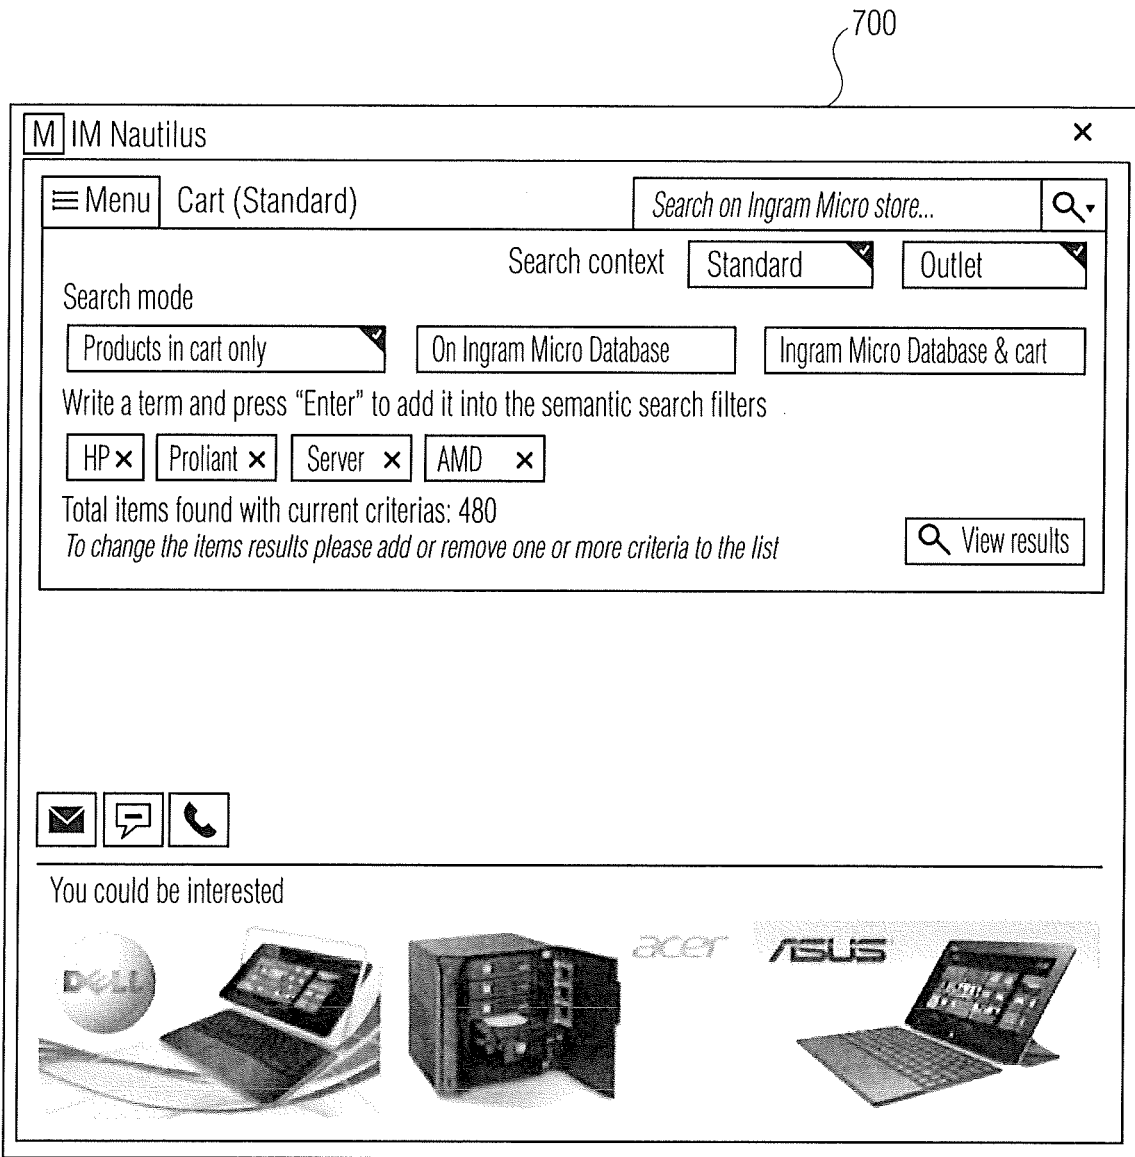 700
M IM Nautilus
Menu Cart (Standard) Search on Ingram Micro store...
Search context Standard Outlet
Search mode
Products in cart only On Ingram Micro Database Ingram Micro Database & cart
Write a term and press “Enter” to add it into the semantic search filters
HP Proliant Server AMD
Total items found with current criterias: 480
To change the items results please add or remove one or more criteria to the list
View results
You could be interested
DELL acer ASUS